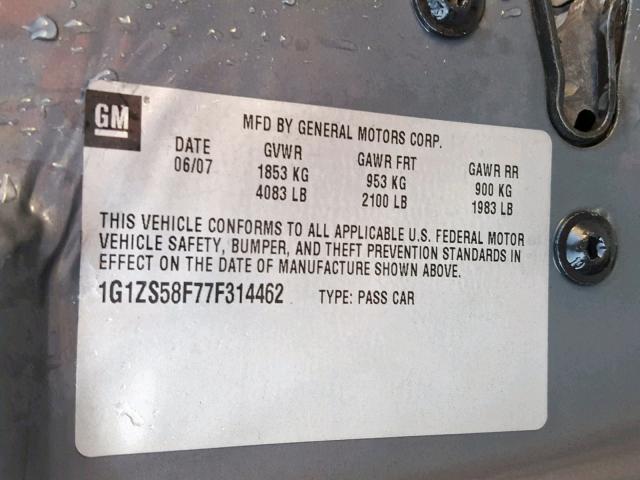 GM
MFD BY GENERAL MOTORS CORP.
DATE GVWR GAWR FRT GAWR RR
06/07 1853 KG 953 KG 900 KG
4083 LB 2100 LB 1983 LB
THIS VEHICLE CONFORMS TO ALL APPLICABLE U.S. FEDERAL MOTOR
VEHICLE SAFETY, BUMPER, AND THEFT PREVENTION STANDARDS IN
EFFECT ON THE DATE OF MANUFACTURE SHOWN ABOVE.
1G1ZS58F77F314462 TYPE: PASS CAR